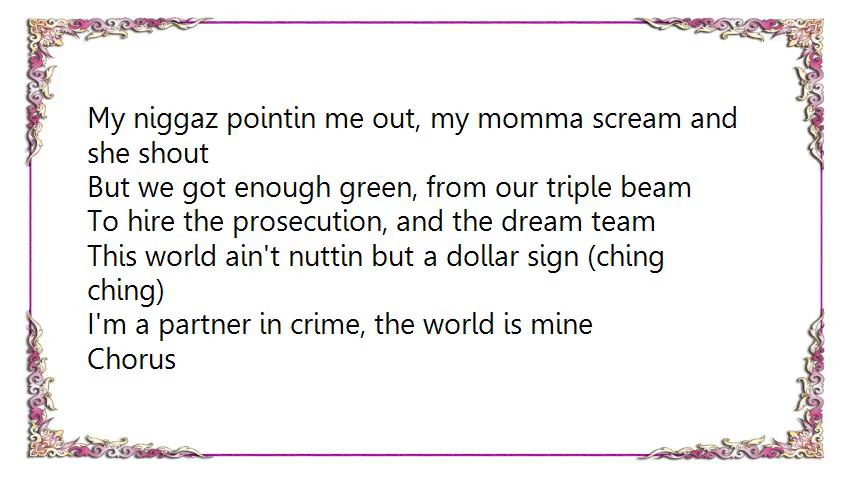 My niggaz pointin me out, my momma scream and
she shout
But we got enough green, from our triple beam
To hire the prosecution, and the dream team
This world ain't nuttin but a dollar sign (ching
ching)
I'm a partner in crime, the world is mine
Chorus